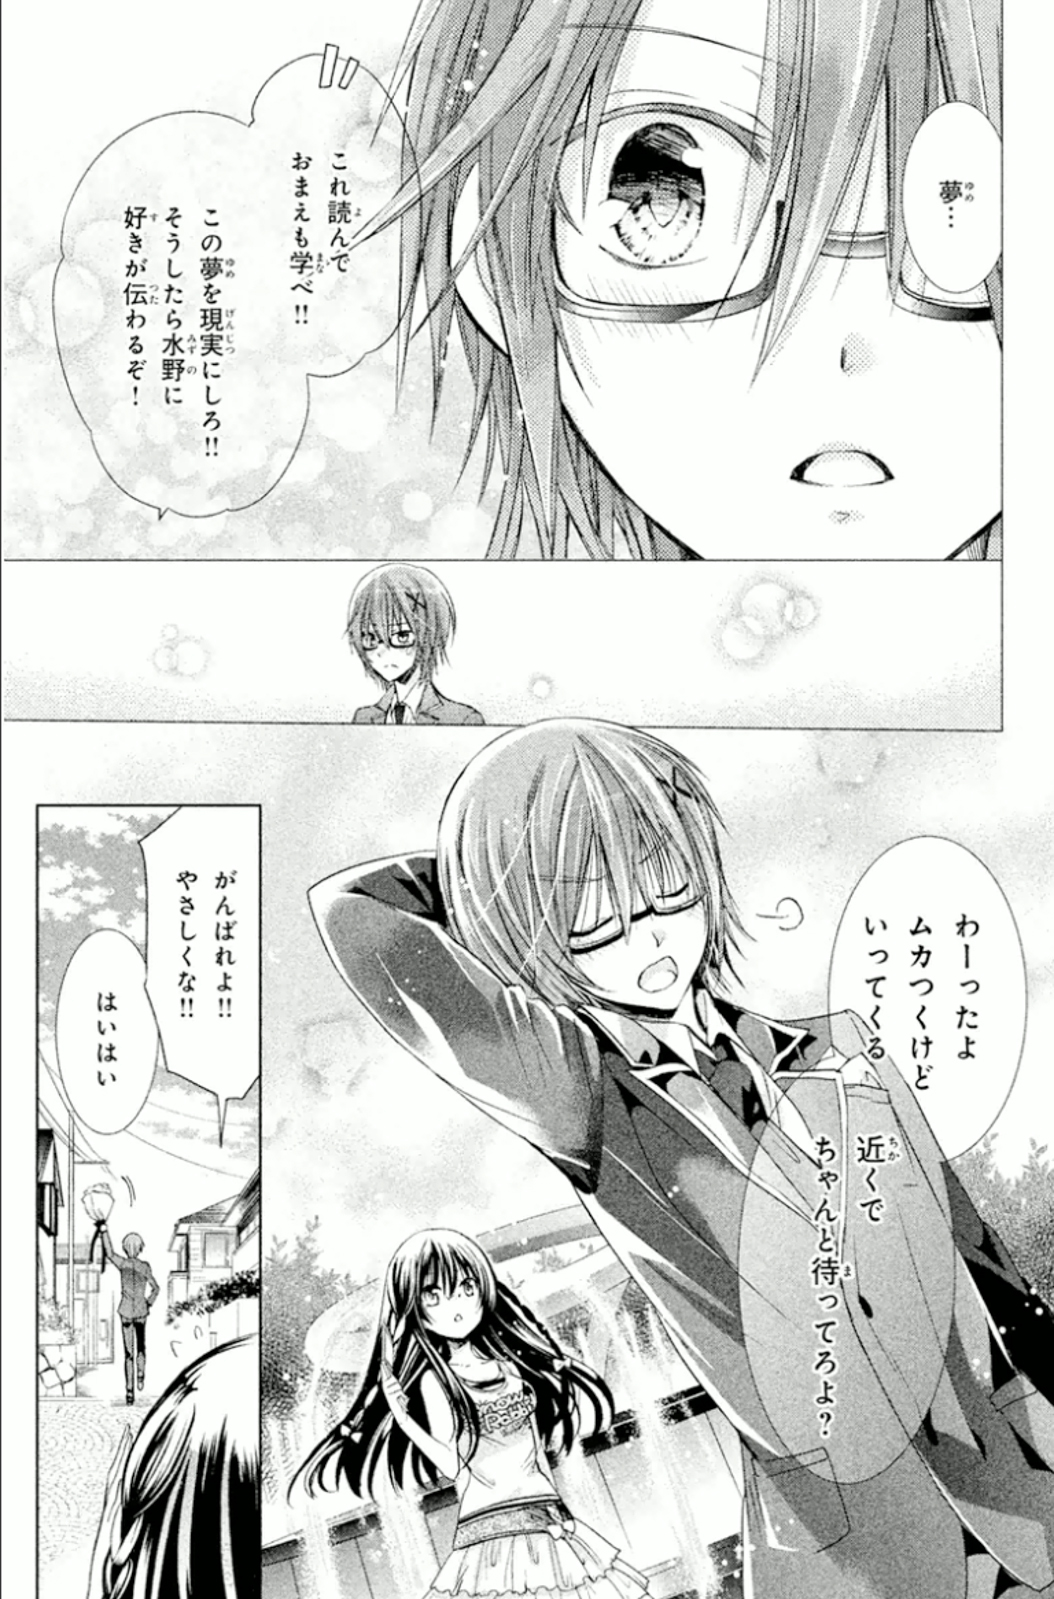 夢…
これ読んで
おまえも学べ!!
この夢を現実にしろ!!
そうしたら水野に
好きが伝わるぞ！
わーったよ
ムカつくけど
いってくる
近くで
ちゃんと待ってろよ？
がんばれよ!!
やさしくな!!
はいはい